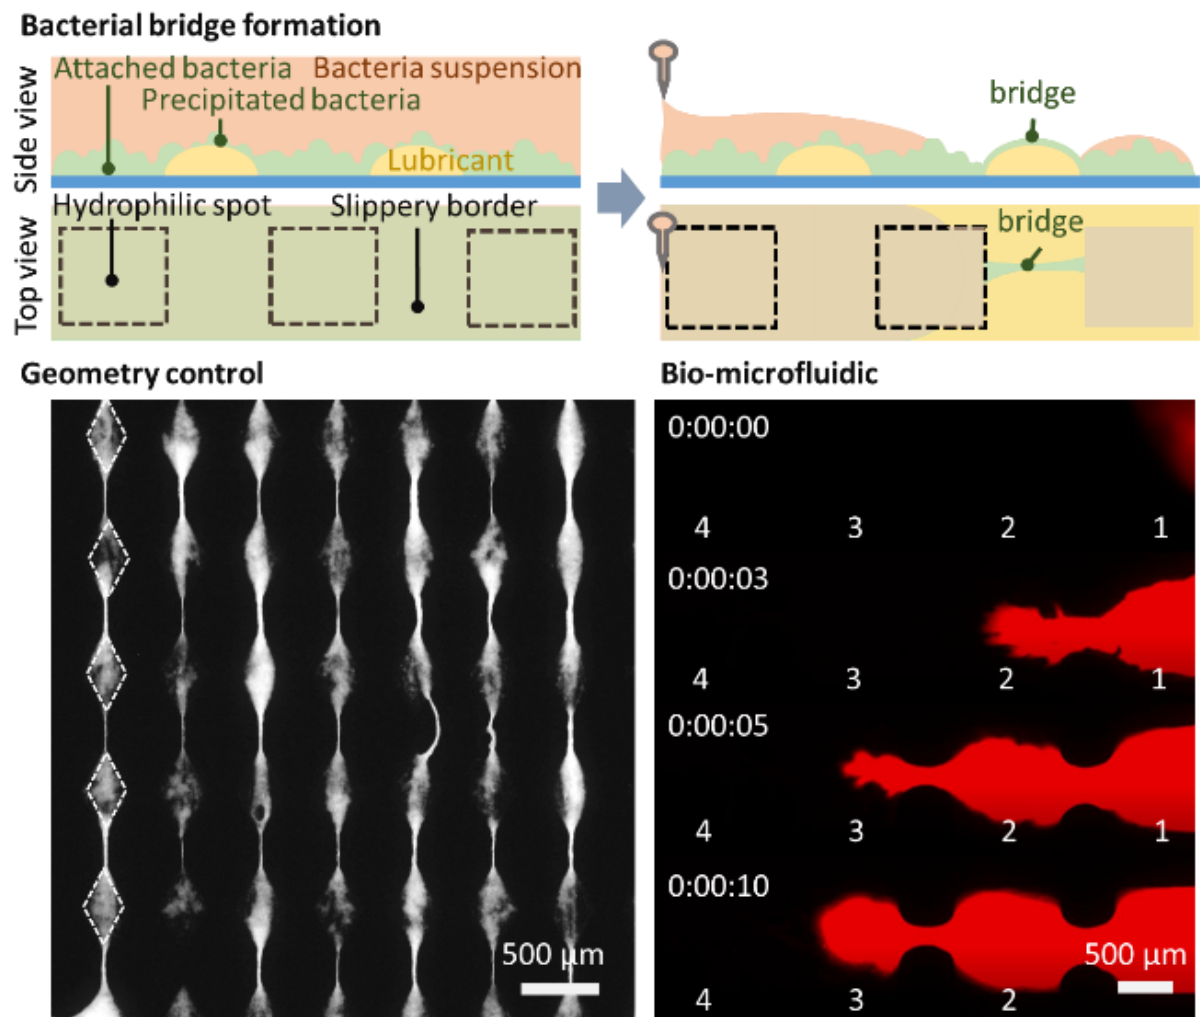 Bacterial bridge formation
Side view
Attached bacteria
Bacteria suspension
Precipitated bacteria
Lubricant
bridge
Top view
Hydrophilic spot
Slippery border
bridge
Geometry control
500 µm
Bio-microfluidic
0:00:00
4 3 2 1
0:00:03
4 3 2 1
0:00:05
4 3 2 1
0:00:10
500 µm
4 3 2